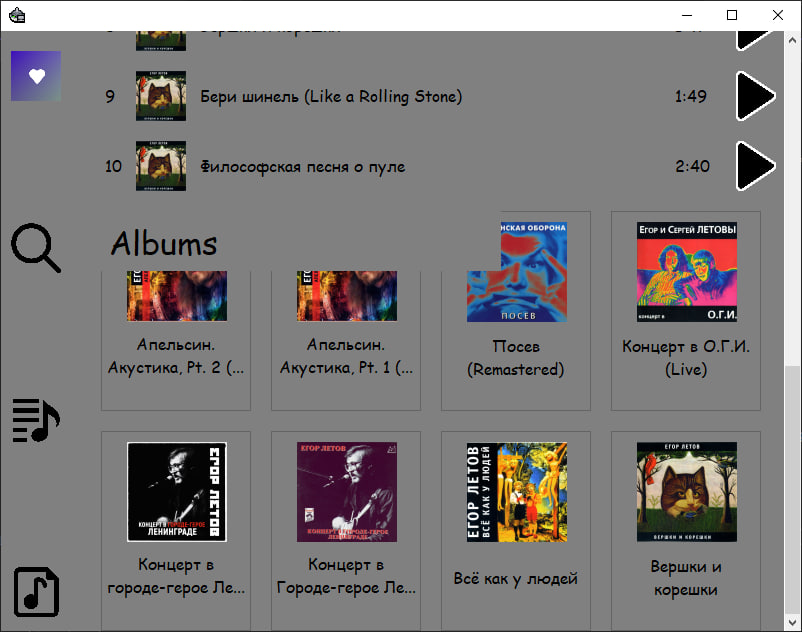 9 Бери шинель (Like a Rolling Stone) 1:49
10 Философская песня о пуле 2:40
Albums
НСКАЯ ОБОРОНА
ПОСЕВ
ЕГОР И СЕРГЕЙ ЛЕТОВЫ
концерт в О.Г.И.
Апельсин.
Акустика, Pt. 2 (...
Апельсин.
Акустика, Pt. 1 (...
Посев
(Remastered)
Концерт в О.Г.И.
(Live)
ЕГОР ЛЕТОВ
КОНЦЕРТ В ГОРОДЕ-ГЕРОЕ
ЛЕНИНГРАДЕ
ЕГОР ЛЕТОВ
КОНЦЕРТ В ГОРОДЕ-ГЕРОЕ
ЛЕНИНГРАДЕ
ЕГОР ЛЕТОВ
ВСЁ КАК У ЛЮДЕЙ
ЕГОР ЛЕТОВ
ВЕРШКИ И КОРЕШКИ
Концерт в
городе-герое Ле...
Концерт в
Городе-герое Ле...
Всё как у людей
Вершки и
корешки